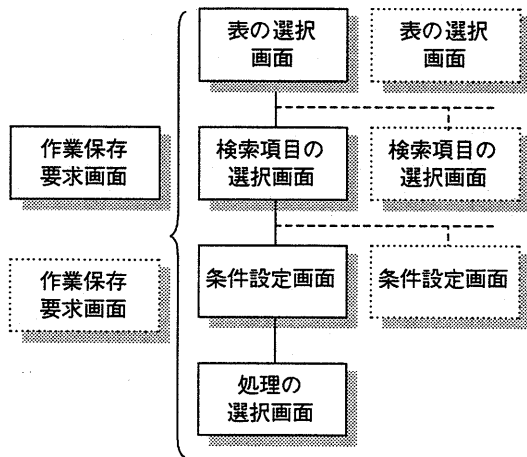 表の選択
画面
表の選択
画面
作業保存
要求画面
検索項目の
選択画面
検索項目の
選択画面
作業保存
要求画面
条件設定画面
条件設定画面
処理の
選択画面